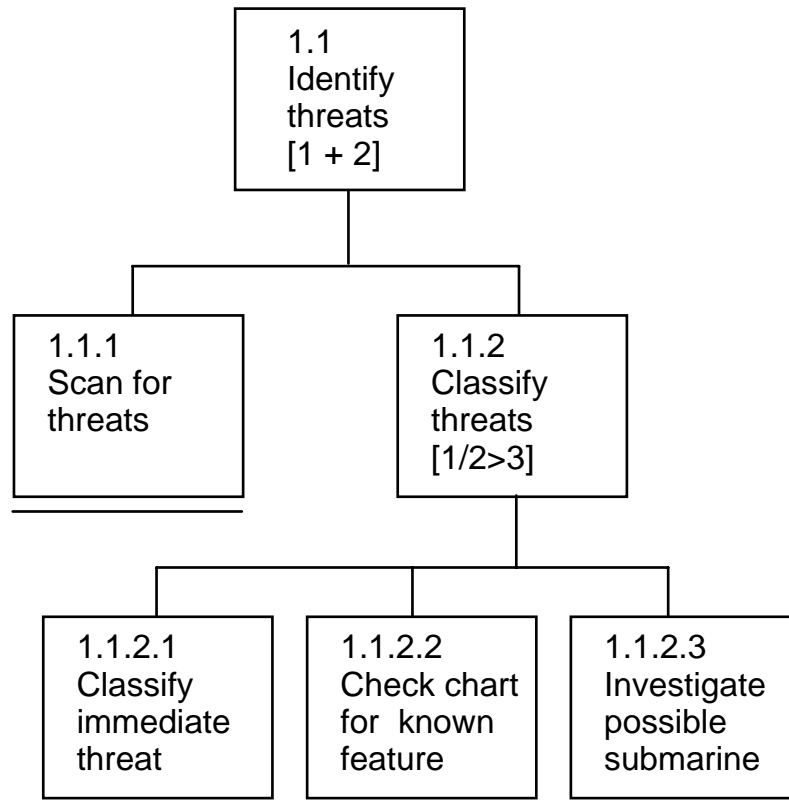 1.1
Identify
threats
[1 + 2]
1.1.1
Scan for
threats
1.1.2
Classify
threats
[1/2>3]
1.1.2.1
Classify
immediate
threat
1.1.2.2
Check chart
for known
feature
1.1.2.3
Investigate
possible
submarine